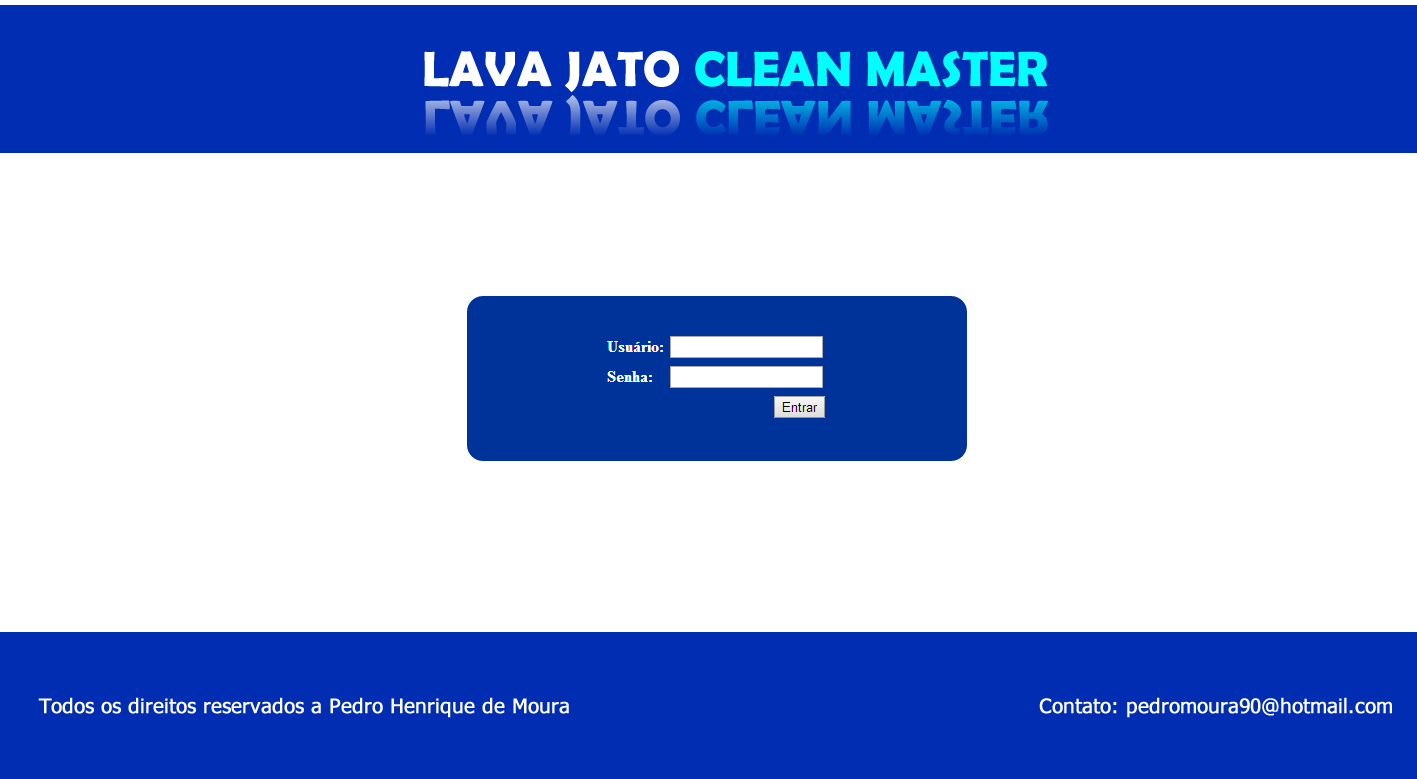 LAVA JATO CLEAN MASTER
Usuário:
Senha:
Entrar
Todos os direitos reservados a Pedro Henrique de Moura
Contato: pedromoura90@hotmail.com